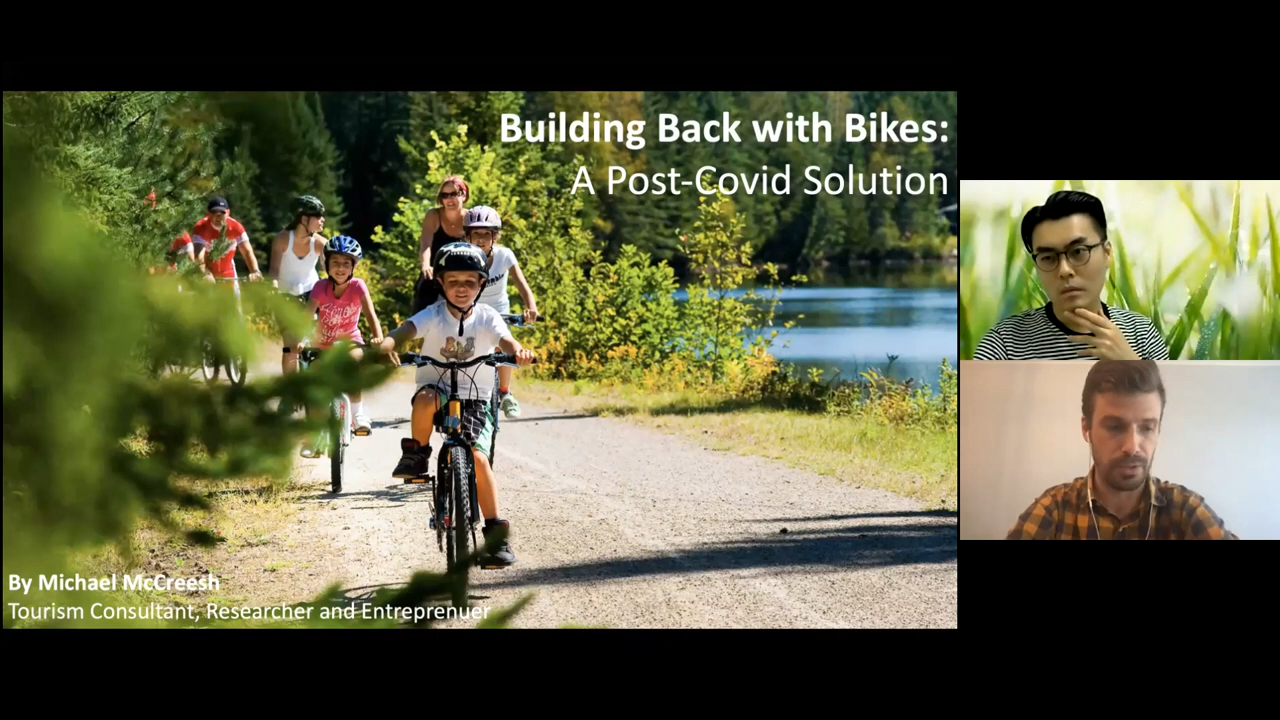 Building Back with Bikes:
A Post-Covid Solution
By Michael McCreesh
Tourism Consultant, Researcher and Entreprenuer